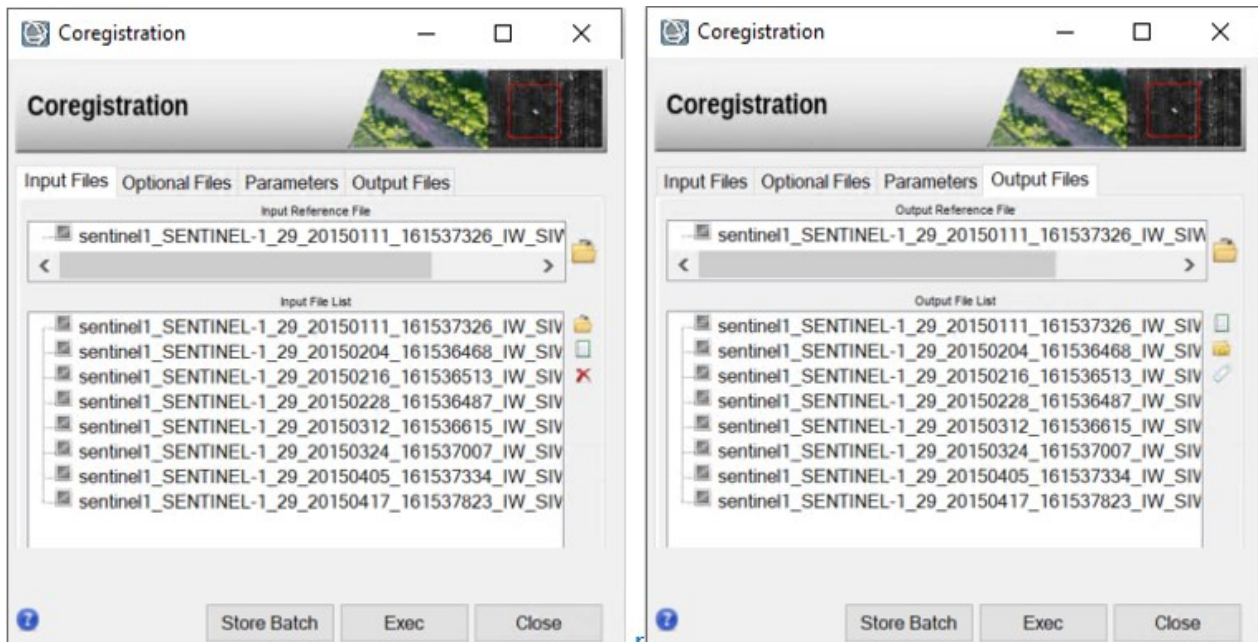 Coregistration
Coregistration
Input Files Optional Files Parameters Output Files
Input Reference File
sentinel1_SENTINEL-1_29_20150111_161537326_IW_SIW
Input File List
sentinel1_SENTINEL-1_29_20150111_161537326_IW_SIV
sentinel1_SENTINEL-1_29_20150204_161536468_IW_SIV
sentinel1_SENTINEL-1_29_20150216_161536513_IW_SIV
sentinel1_SENTINEL-1_29_20150228_161536487_IW_SIV
sentinel1_SENTINEL-1_29_20150312_161536615_IW_SIV
sentinel1_SENTINEL-1_29_20150324_161537007_IW_SIV
sentinel1_SENTINEL-1_29_20150405_161537334_IW_SIV
sentinel1_SENTINEL-1_29_20150417_161537823_IW_SIV
Store Batch Exec Close
Coregistration
Coregistration
Input Files Optional Files Parameters Output Files
Output Reference File
sentinel1_SENTINEL-1_29_20150111_161537326_IW_SIW
Output File List
sentinel1_SENTINEL-1_29_20150111_161537326_IW_SIV
sentinel1_SENTINEL-1_29_20150204_161536468_IW_SIV
sentinel1_SENTINEL-1_29_20150216_161536513_IW_SIV
sentinel1_SENTINEL-1_29_20150228_161536487_IW_SIV
sentinel1_SENTINEL-1_29_20150312_161536615_IW_SIV
sentinel1_SENTINEL-1_29_20150324_161537007_IW_SIV
sentinel1_SENTINEL-1_29_20150405_161537334_IW_SIV
sentinel1_SENTINEL-1_29_20150417_161537823_IW_SIV
Store Batch Exec Close